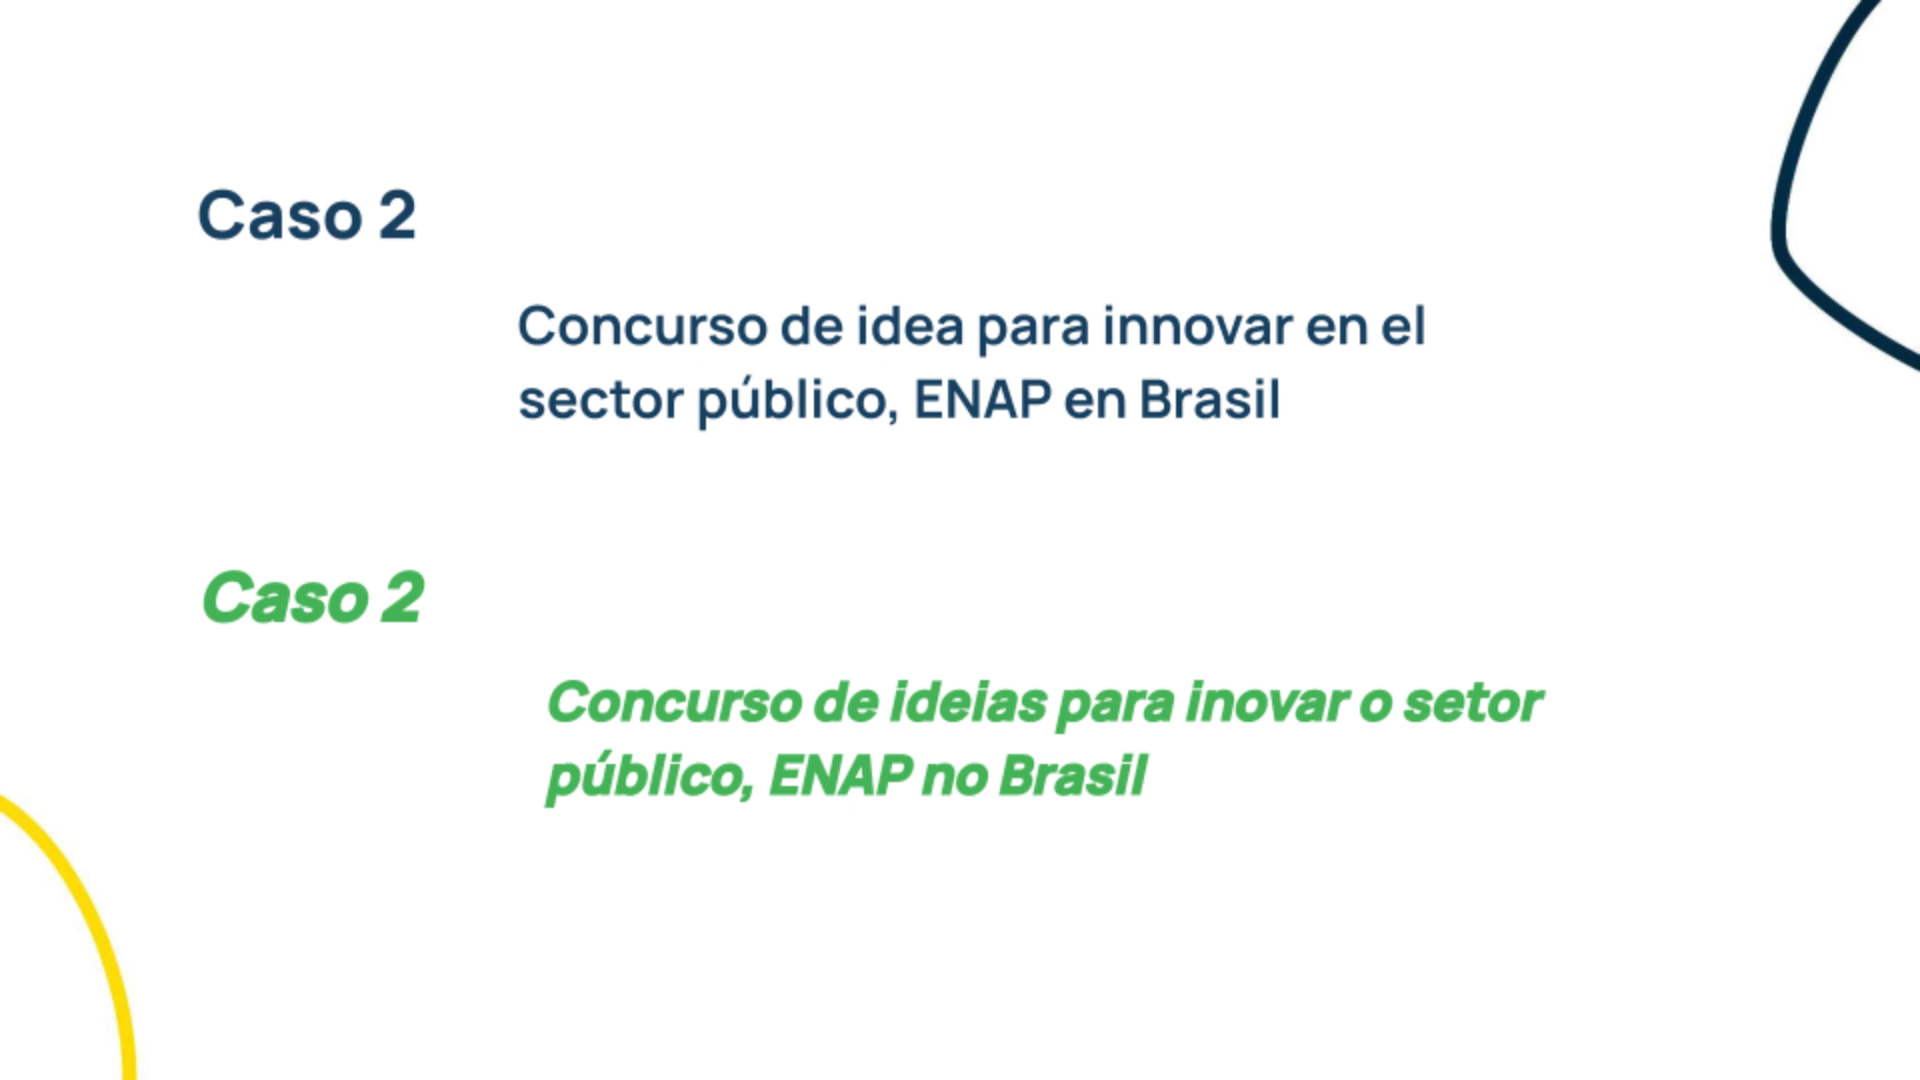 Caso 2
Concurso de idea para innovar en el
sector público, ENAP en Brasil
Caso 2
Concurso de ideias para inovar o setor
público, ENAP no Brasil